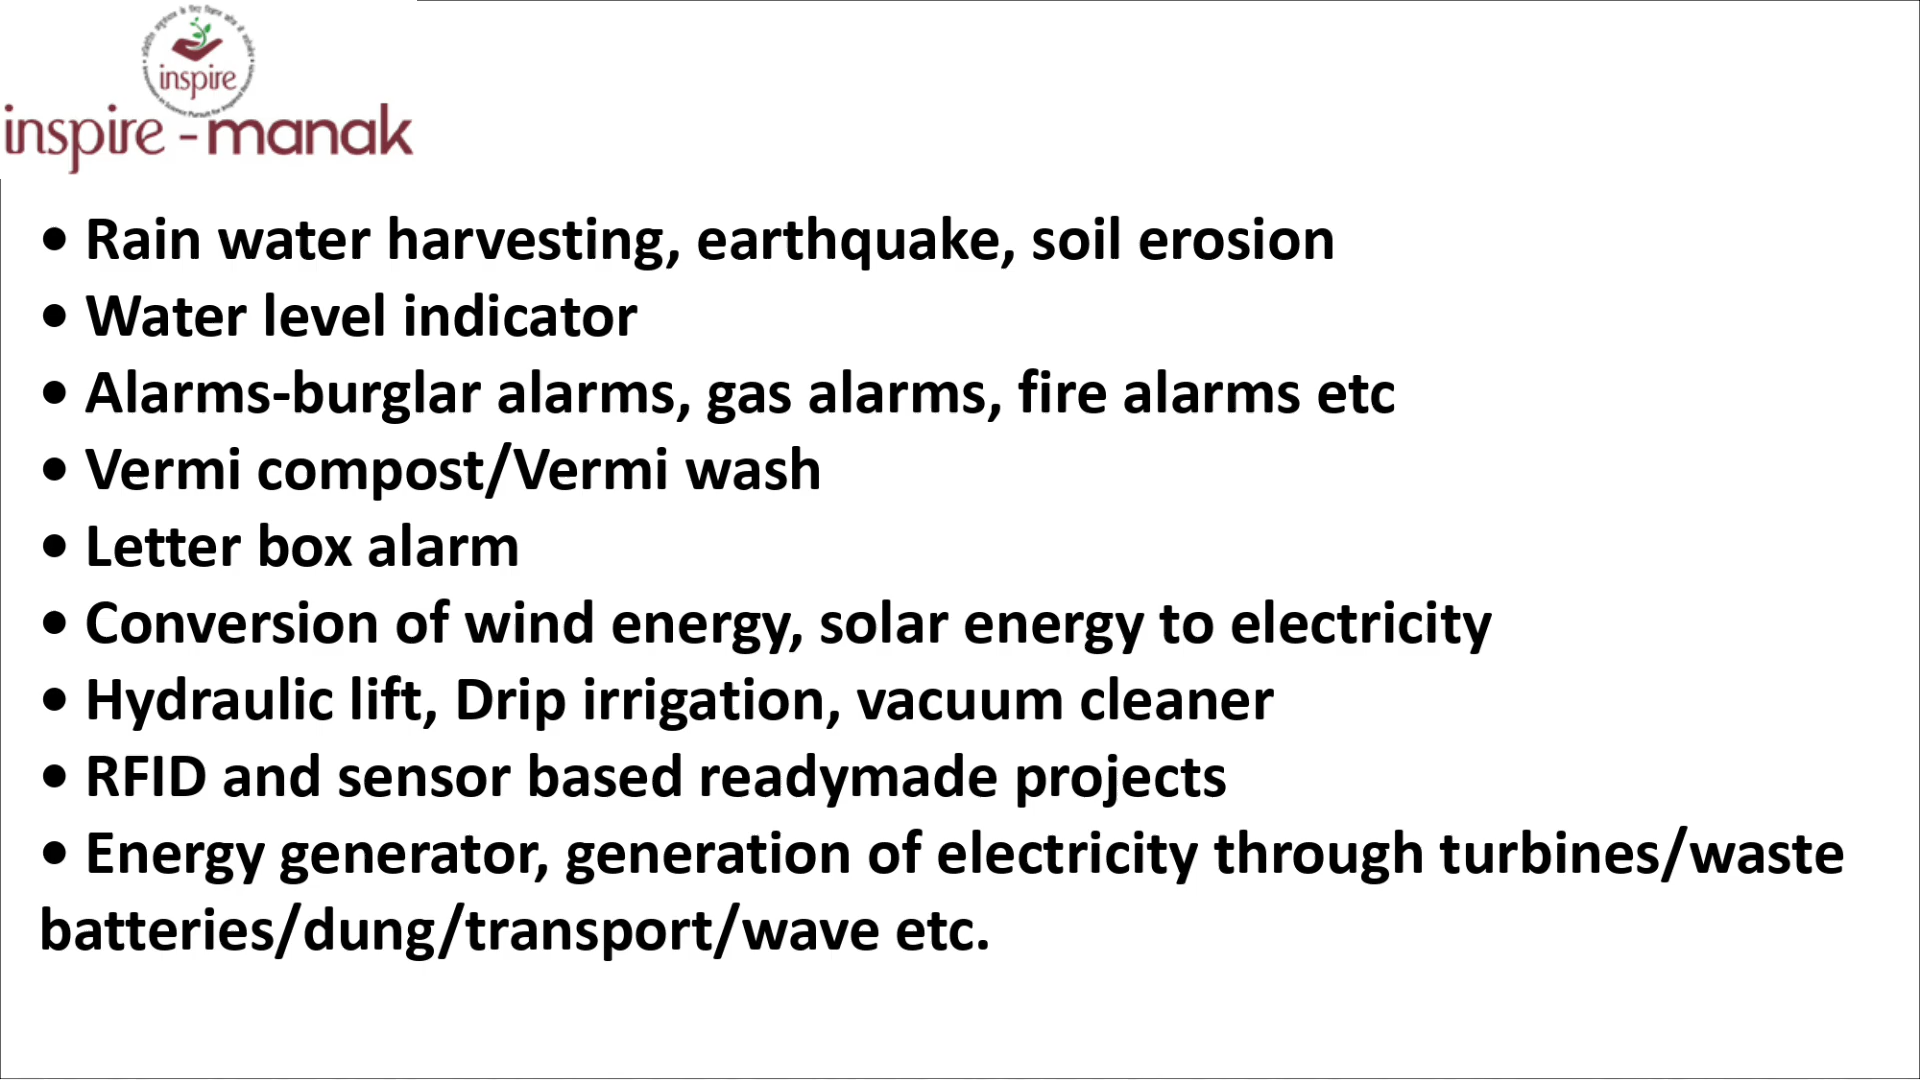 inspire
inspire - manak
• Rain water harvesting, earthquake, soil erosion
• Water level indicator
• Alarms-burglar alarms, gas alarms, fire alarms etc
• Vermi compost/Vermi wash
• Letter box alarm
• Conversion of wind energy, solar energy to electricity
• Hydraulic lift, Drip irrigation, vacuum cleaner
• RFID and sensor based readymade projects
• Energy generator, generation of electricity through turbines/waste
batteries/dung/transport/wave etc.